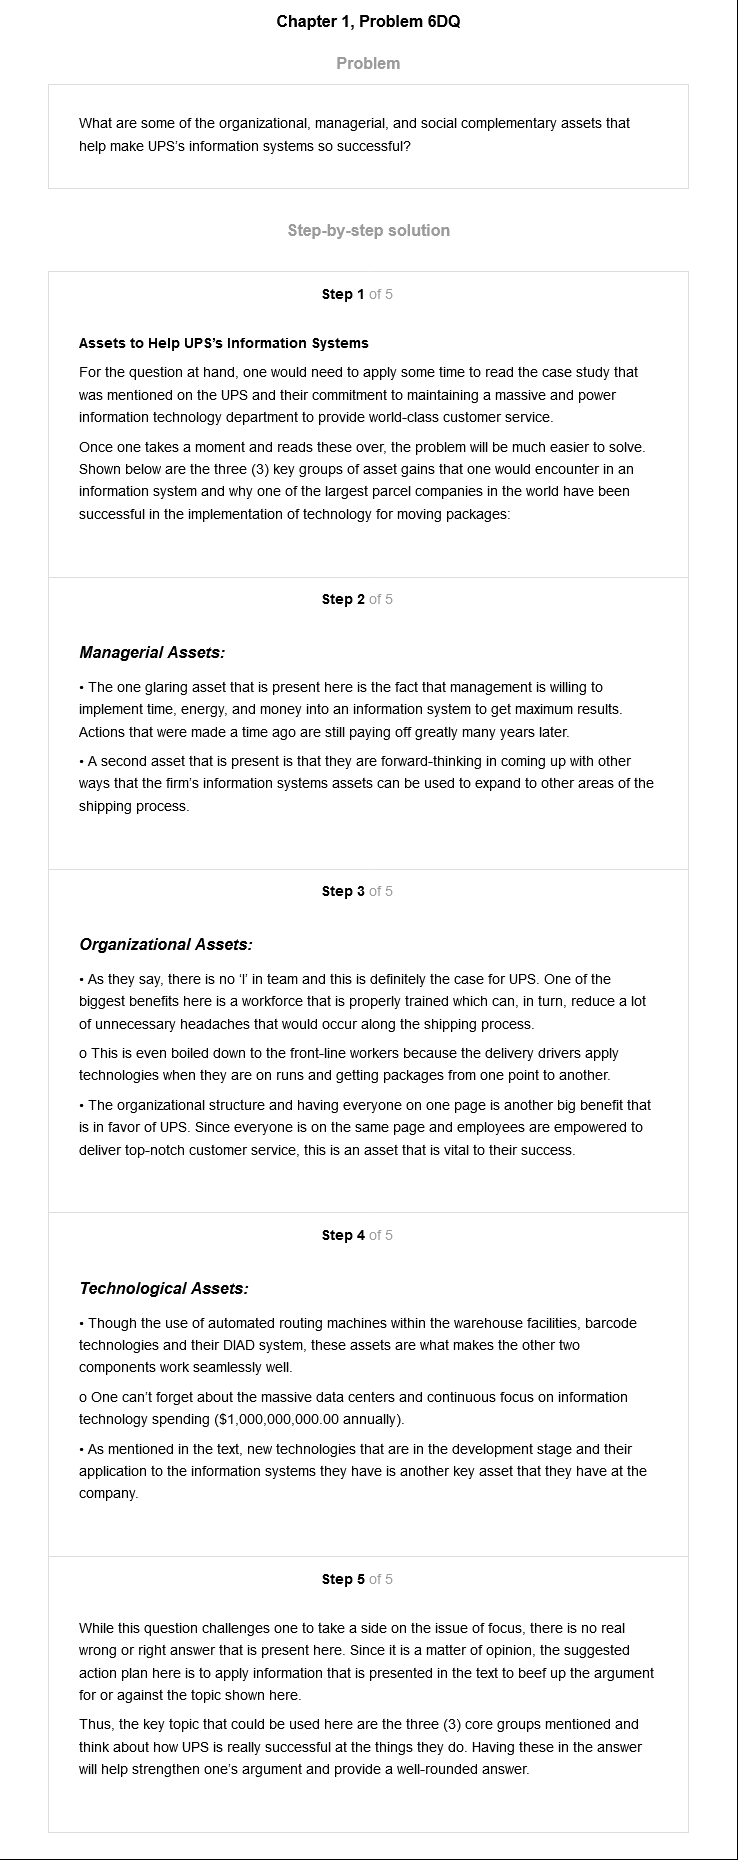 Chapter 1, Problem 6DQ
Problem
What are some of the organizational, managerial, and social complementary assets that
help make UPS's information systems so successful?
Step-by-step solution
Step 1 of 5
Assets to Help UPS's Information Systems
For the question at hand, one would need to apply some time to read the case study that
was mentioned on the UPS and their commitment to maintaining a massive and power
information technology department to provide world-class customer service.
Once one takes a moment and reads these over, the problem will be much easier to solve.
Shown below are the three (3) key groups of asset gains that one would encounter in an
information system and why one of the largest parcel companies in the world have been
successful in the implementation of technology for moving packages:
Step 2 of 5
Managerial Assets:
• The one glaring asset that is present here is the fact that management is willing to
implement time, energy, and money into an information system to get maximum results.
Actions that were made a time ago are still paying off greatly many years later.
• A second asset that is present is that they are forward-thinking in coming up with other
ways that the firm's information systems assets can be used to expand to other areas of the
shipping process.
Step 3 of 5
Organizational Assets:
• As they say, there is no 'I' in team and this is definitely the case for UPS. One of the
biggest benefits here is a workforce that is properly trained which can, in turn, reduce a lot
of unnecessary headaches that would occur along the shipping process.
o This is even boiled down to the front-line workers because the delivery drivers apply
technologies when they are on runs and getting packages from one point to another.
• The organizational structure and having everyone on one page is another big benefit that
is in favor of UPS. Since everyone is on the same page and employees are empowered to
deliver top-notch customer service, this is an asset that is vital to their success.
Step 4 of 5
Technological Assets:
• Though the use of automated routing machines within the warehouse facilities, barcode
technologies and their DIAD system, these assets are what makes the other two
components work seamlessly well.
o One can't forget about the massive data centers and continuous focus on information
technology spending ($1,000,000,000.00 annually).
• As mentioned in the text, new technologies that are in the development stage and their
application to the information systems they have is another key asset that they have at the
company.
Step 5 of 5
While this question challenges one to take a side on the issue of focus, there is no real
wrong or right answer that is present here. Since it is a matter of opinion, the suggested
action plan here is to apply information that is presented in the text to beef up the argument
for or against the topic shown here.
Thus, the key topic that could be used here are the three (3) core groups mentioned and
think about how UPS is really successful at the things they do. Having these in the answer
will help strengthen one's argument and provide a well-rounded answer.